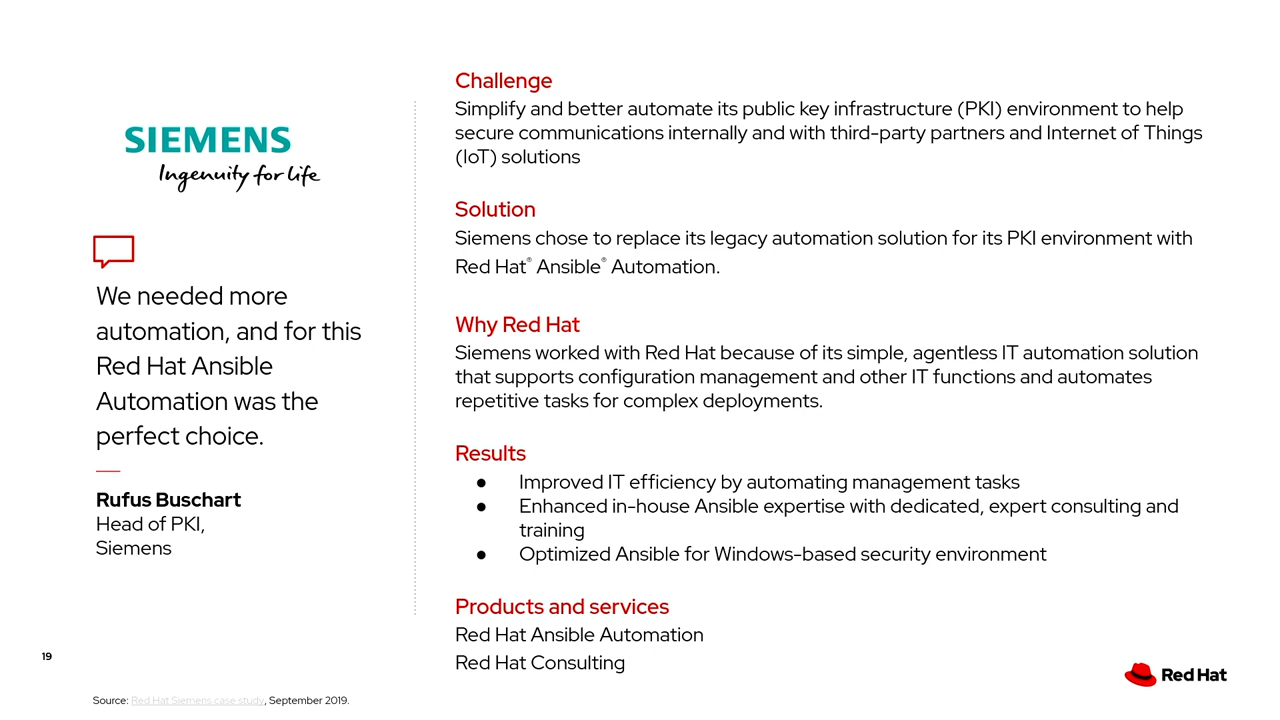 SIEMENS
Ingenuity for life
We needed more
automation, and for this
Red Hat Ansible
Automation was the
perfect choice.
Rufus Buschart
Head of PKI,
Siemens
Challenge
Simplify and better automate its public key infrastructure (PKI) environment to help
secure communications internally and with third-party partners and Internet of Things
(IoT) solutions
Solution
Siemens chose to replace its legacy automation solution for its PKI environment with
Red Hat® Ansible® Automation.
Why Red Hat
Siemens worked with Red Hat because of its simple, agentless IT automation solution
that supports configuration management and other IT functions and automates
repetitive tasks for complex deployments.
Results
● Improved IT efficiency by automating management tasks
● Enhanced in-house Ansible expertise with dedicated, expert consulting and
training
● Optimized Ansible for Windows-based security environment
Products and services
Red Hat Ansible Automation
Red Hat Consulting
19
Source: Red Hat Siemens case study, September 2019.
Red Hat